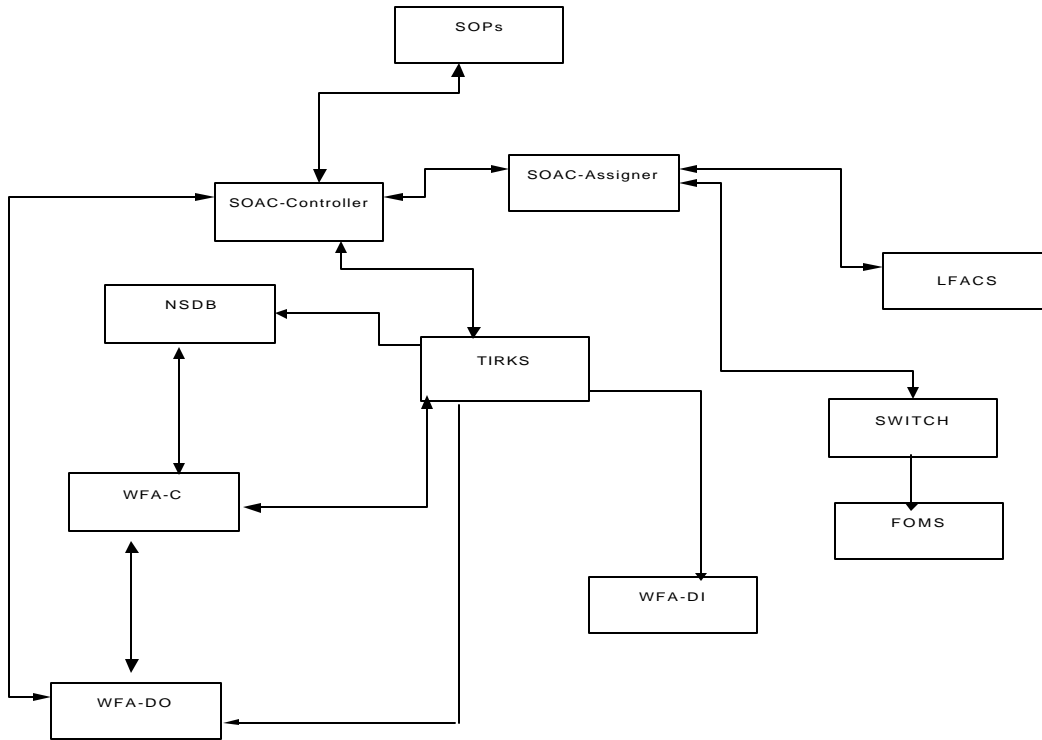 SOPs
SOAC-Assigner
SOAC-Controller
LFACS
NSDB
TIRKS
SWITCH
WFA-C
FOMS
WFA-DI
WFA-DO